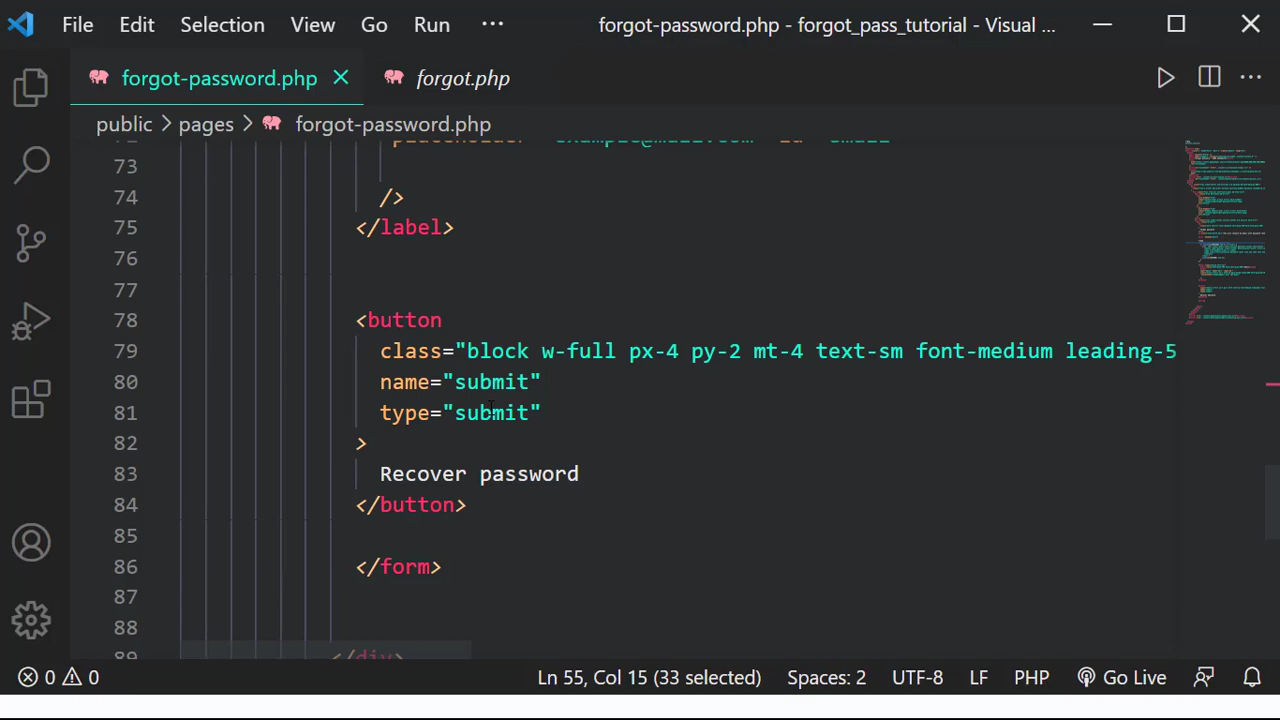 File Edit Selection View Go Run ··· forgot-password.php - forgot_pass_tutorial - Visual ...
forgot-password.php forgot.php
public > pages > forgot-password.php
73
74 />
75 </label>
76
77
78 <button
79 class="block w-full px-4 py-2 mt-4 text-sm font-medium leading-5
80 name="submit"
81 type="submit"
82 >
83 Recover password
84 </button>
85
86 </form>
87
88
89 </div>
0 0 Ln 55, Col 15 (33 selected) Spaces: 2 UTF-8 LF PHP Go Live